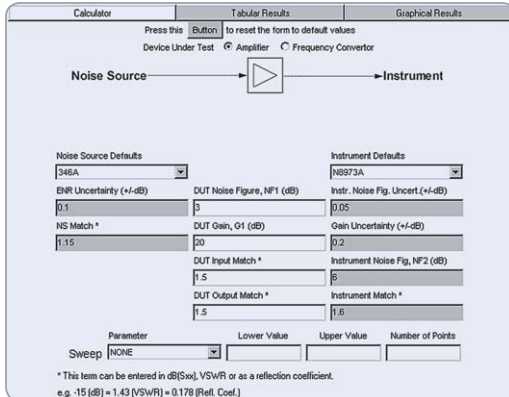 Calculator Tabular Results Graphical Results
Press this Button to reset the form to default values
Device Under Test Amplifier Frequency Convertor
Noise Source Instrument
Noise Source Defaults Instrument Defaults
346A N8973A
ENR Uncertainty (+/-dB) DUT Noise Figure, NF1 (dB) Instr. Noise Fig. Uncert.(+/-dB)
0.1 3 0.05
NS Match * DUT Gain, G1 (dB) Gain Uncertainty (+/-dB)
1.15 20 0.2
DUT Input Match * Instrument Noise Fig, NF2 (dB)
1.5 6
DUT Output Match * Instrument Match *
1.5 1.6
Parameter Lower Value Upper Value Number of Points
Sweep NONE
* This term can be entered in dB(Sxx), VSWR or as a reflection coefficient.
e.g. -15 (dB) = 1.43 (VSWR) = 0.178 (Refl. Coef.)